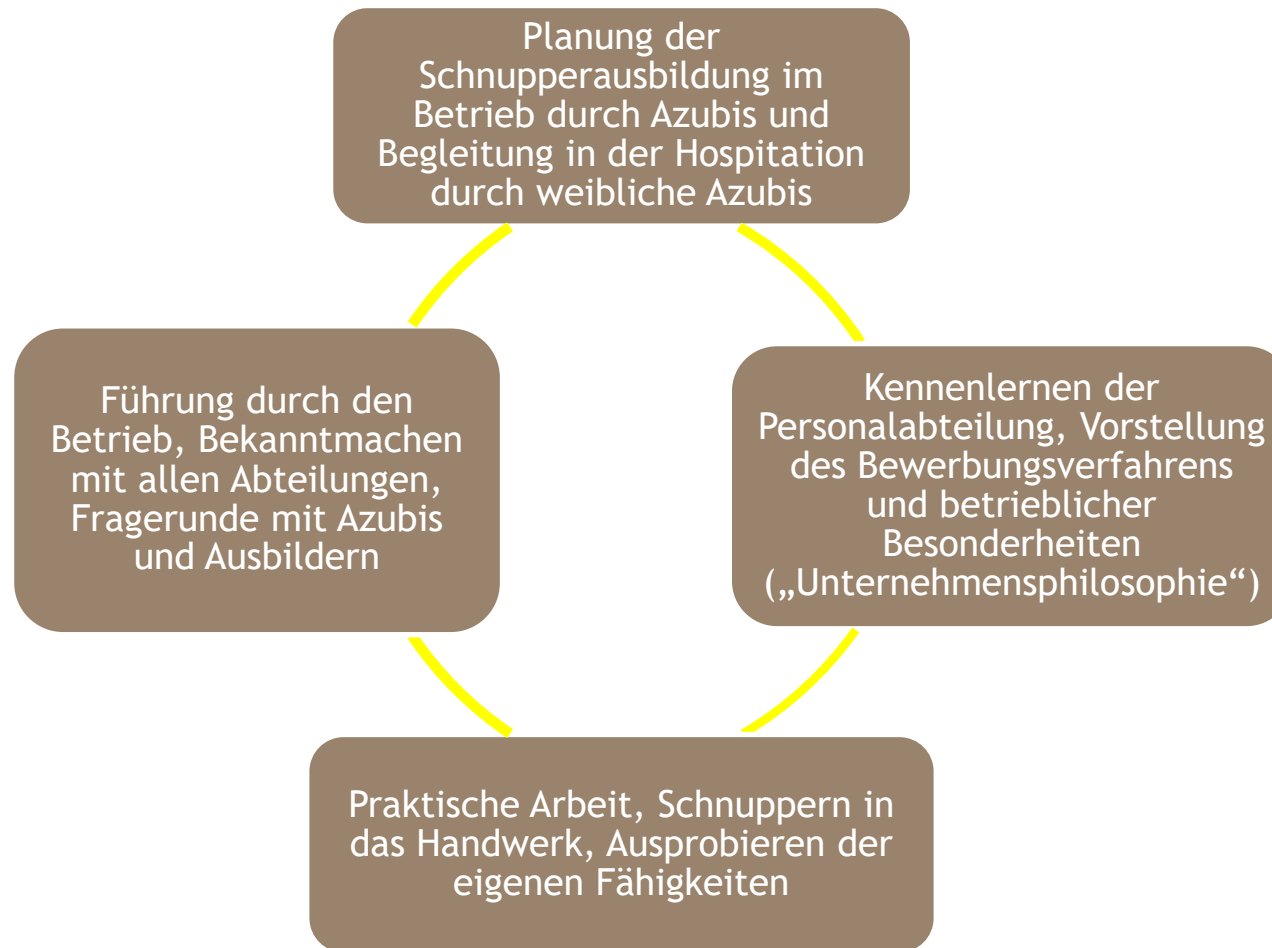 Planung der
Schnupperausbildung im
Betrieb durch Azubis und
Begleitung in der Hospitation
durch weibliche Azubis
Führung durch den
Betrieb, Bekanntmachen
mit allen Abteilungen,
Fragerunde mit Azubis
und Ausbildern
Kennenlernen der
Personalabteilung, Vorstellung
des Bewerbungsverfahrens
und betrieblicher
Besonderheiten
(„Unternehmensphilosophie“)
Praktische Arbeit, Schnuppern in
das Handwerk, Ausprobieren der
eigenen Fähigkeiten